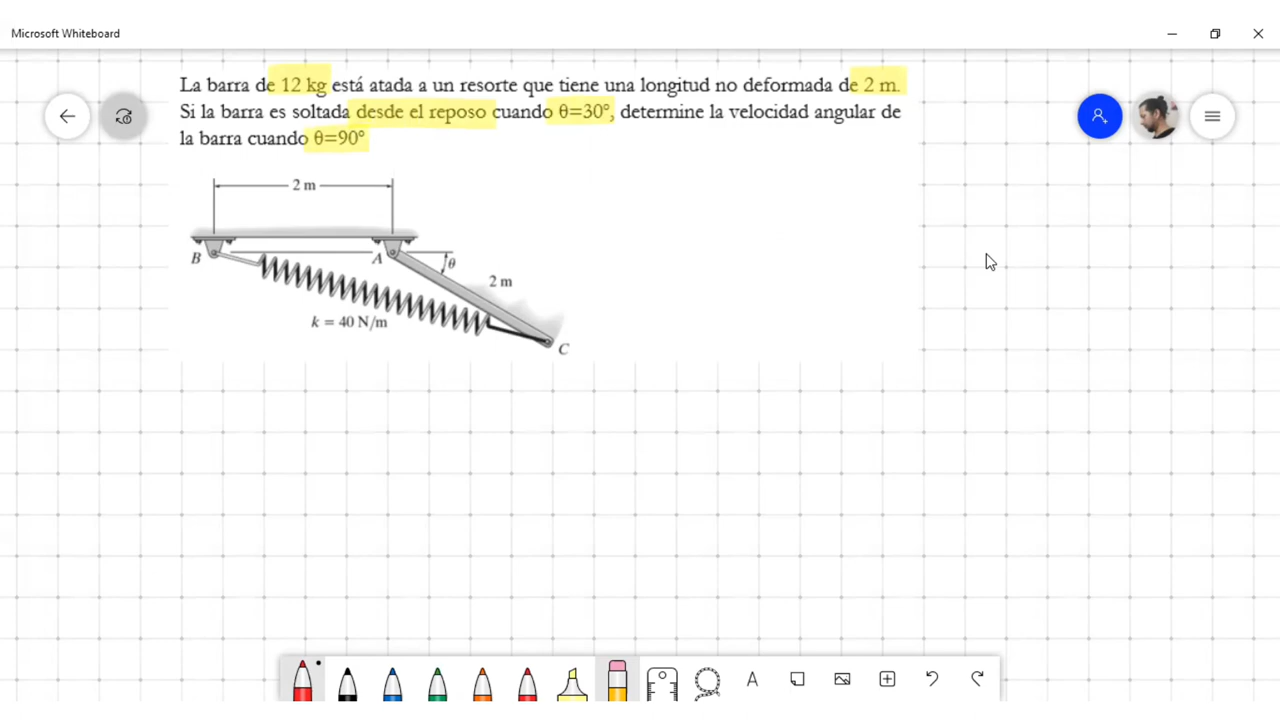 Microsoft Whiteboard
La barra de 12 kg está atada a un resorte que tiene una longitud no deformada de 2 m.
Si la barra es soltada desde el reposo cuando θ=30°, determine la velocidad angular de
la barra cuando θ=90°
2 m
B
A
θ
2 m
k = 40 N/m
C
A